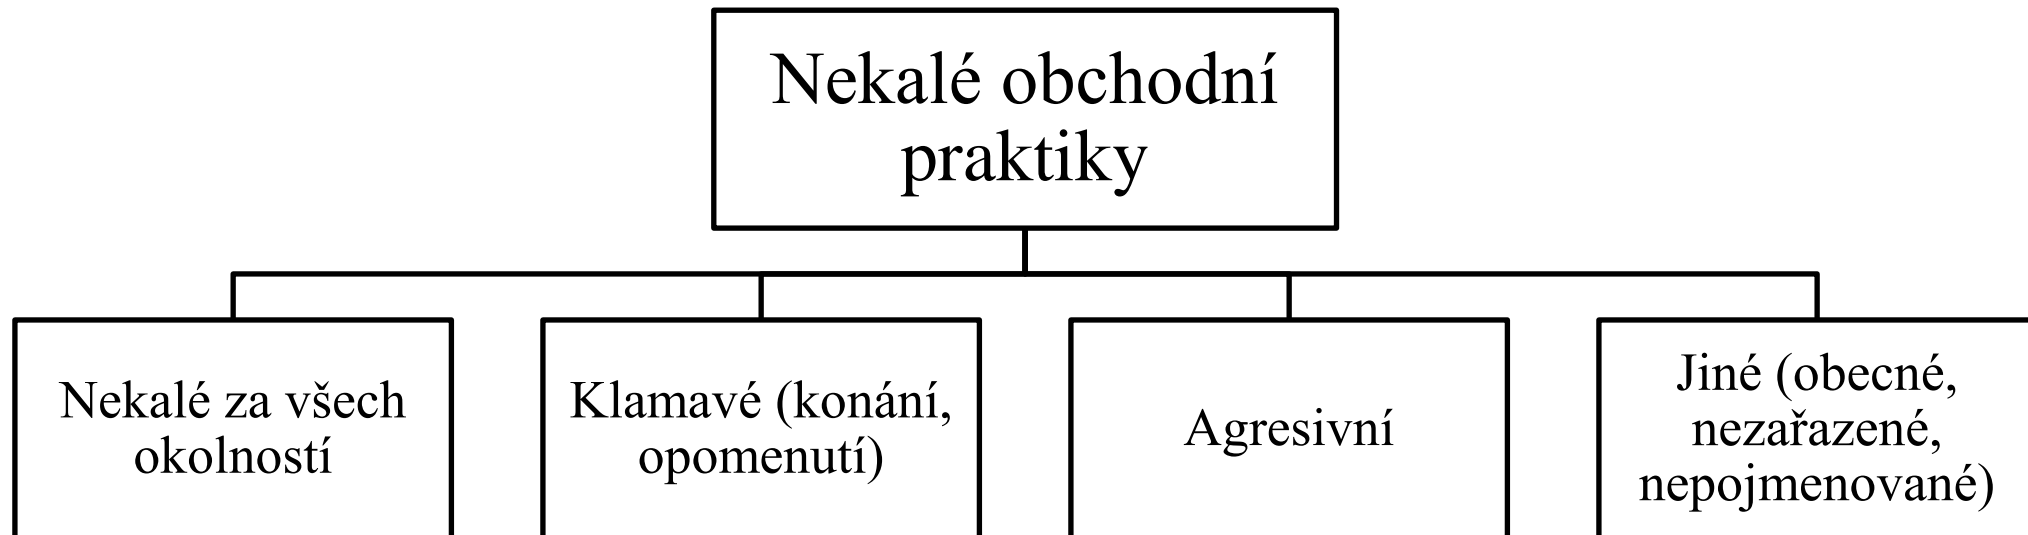 Nekalé obchodní
praktiky
Nekalé za všech
okolností
Klamavé (konání,
opomenutí)
Agresivní
Jiné (obecné,
nezařazené,
nepojmenované)